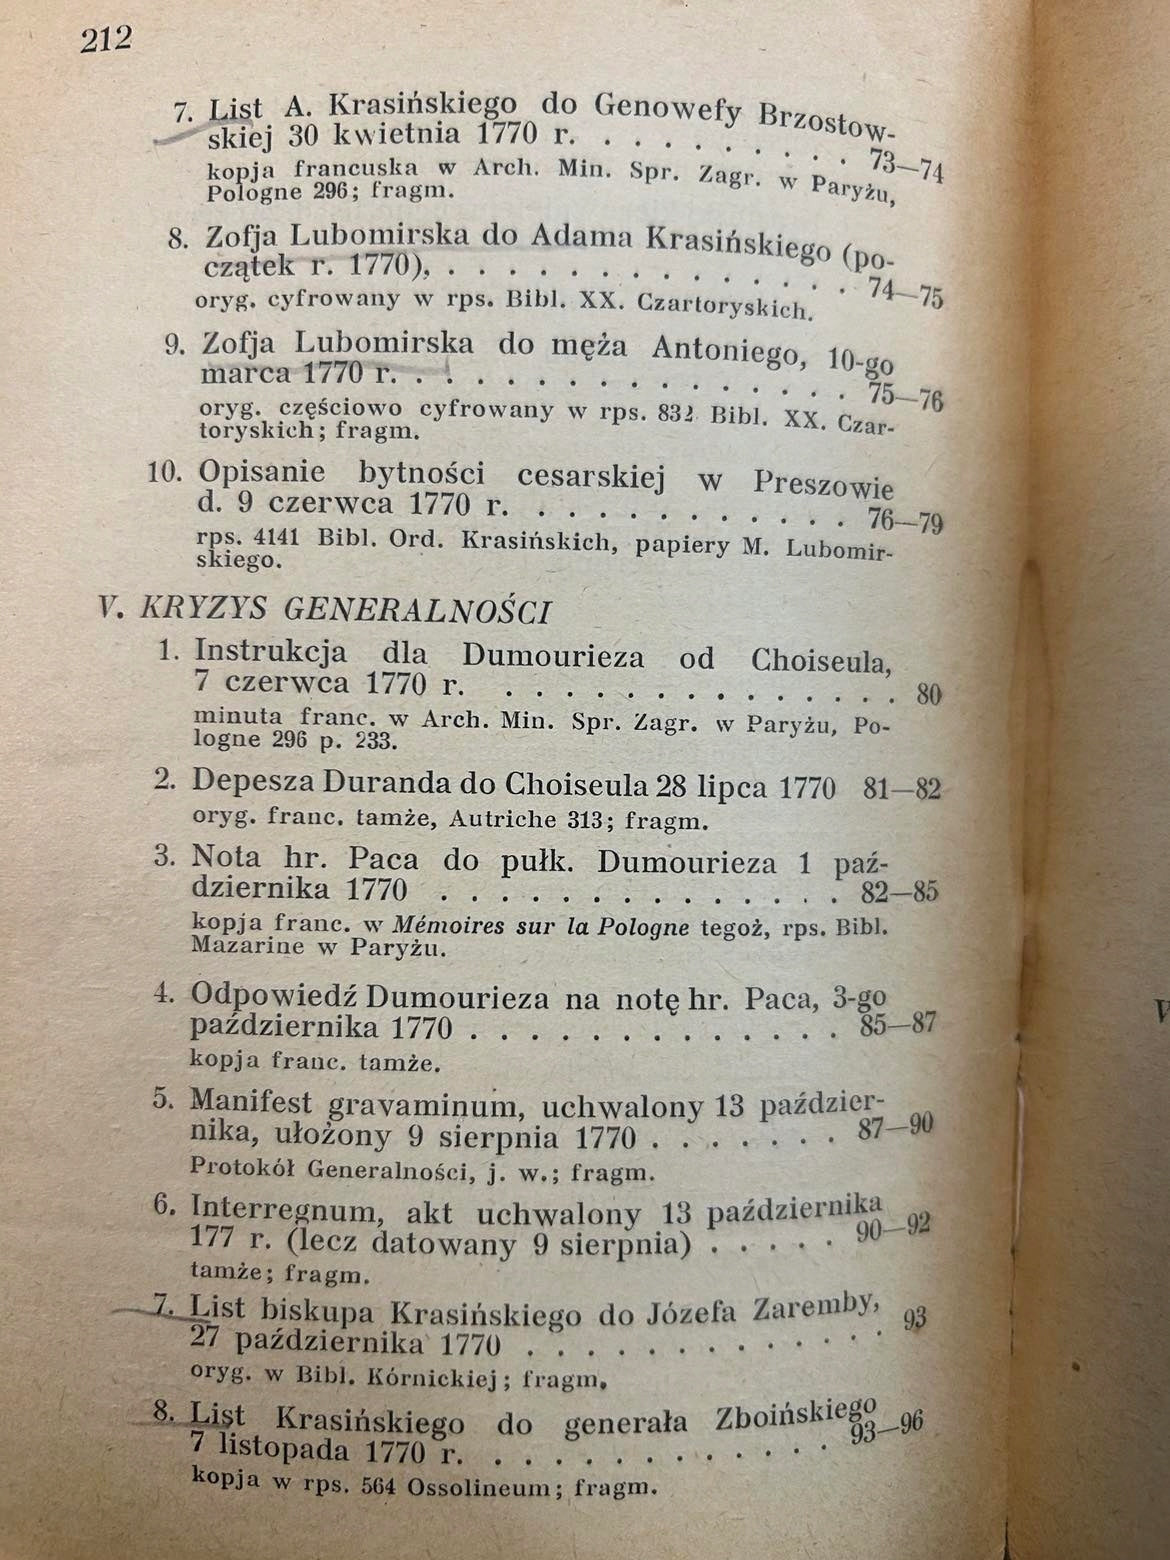 212
7. List A. Krasińskiego do Genowefy Brzostow-
skiej 30 kwietnia 1770 r. . . . . . . . . . . 73—74
kopja francuska w Arch. Min. Spr. Zagr. w Paryżu,
Pologne 296; fragm.
8. Zofja Lubomirska do Adama Krasińskiego (po-
czątek r. 1770), . . . . . . . . . . . . . . 74—75
oryg. cyfrowany w rps. Bibl. XX. Czartoryskich.
9. Zofja Lubomirska do męża Antoniego, 10-go
marca 1770 r. . . . . . . . . . . . . . . . 75—76
oryg. częściowo cyfrowany w rps. 832 Bibl. XX. Czar-
toryskich; fragm.
10. Opisanie bytności cesarskiej w Preszowie
d. 9 czerwca 1770 r. . . . . . . . . . . . 76—79
rps. 4141 Bibl. Ord. Krasińskich, papiery M. Lubomir-
skiego.
V. KRYZYS GENERALNOŚCI
1. Instrukcja dla Dumourieza od Choiseula,
7 czerwca 1770 r. . . . . . . . . . . . . . . 80
minuta franc. w Arch. Min. Spr. Zagr. w Paryżu, Po-
logne 296 p. 233.
2. Depesza Duranda do Choiseula 28 lipca 1770 81—82
oryg. franc. tamże, Autriche 313; fragm.
3. Nota hr. Paca do pułk. Dumourieza 1 paź-
dziernika 1770 . . . . . . . . . . . . . . 82—85
kopja franc. w Mémoires sur la Pologne tegoż, rps. Bibl.
Mazarine w Paryżu.
4. Odpowiedź Dumourieza na notę hr. Paca, 3-go
października 1770 . . . . . . . . . . . . . 85—87
kopja franc. tamże.
5. Manifest gravaminum, uchwalony 13 paździer-
nika, ułożony 9 sierpnia 1770 . . . . . . . 87—90
Protokół Generalności, j. w.; fragm.
6. Interregnum, akt uchwalony 13 października
177 r. (lecz datowany 9 sierpnia) . . . . . 90—92
tamże; fragm.
7. List biskupa Krasińskiego do Józefa Zaremby,
27 października 1770 . . . . . . . . . . . . 93
oryg. w Bibl. Kórnickiej; fragm.
8. List Krasińskiego do generała Zboińskiego
7 listopada 1770 r. . . . . . . . . . . . . 93—96
kopja w rps. 564 Ossolineum; fragm.